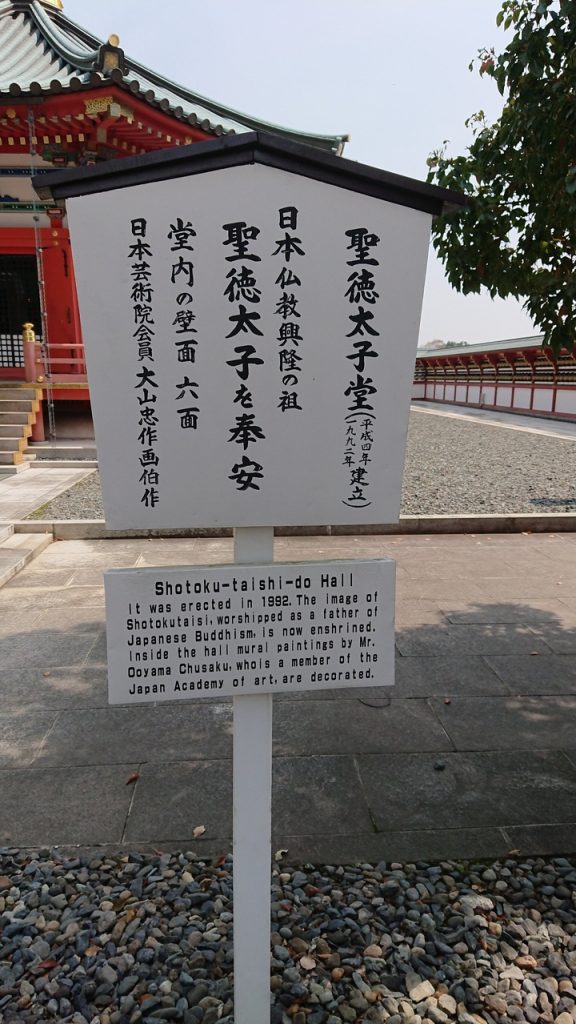 聖徳太子堂(平成四年 一九九二年 建立)
日本仏教興隆の祖
聖徳太子を奉安
堂内の壁面 六面
日本芸術院会員 大山忠作画伯作
Shotoku-taishi-do Hall
It was erected in 1992. The image of
Shotokutaisi, worshipped as a father of
Japanese Buddhism, is now enshrined.
Inside the hall mural paintings by Mr.
Ooyama Chusaku, whois a member of the
Japan Academy of art, are decorated.